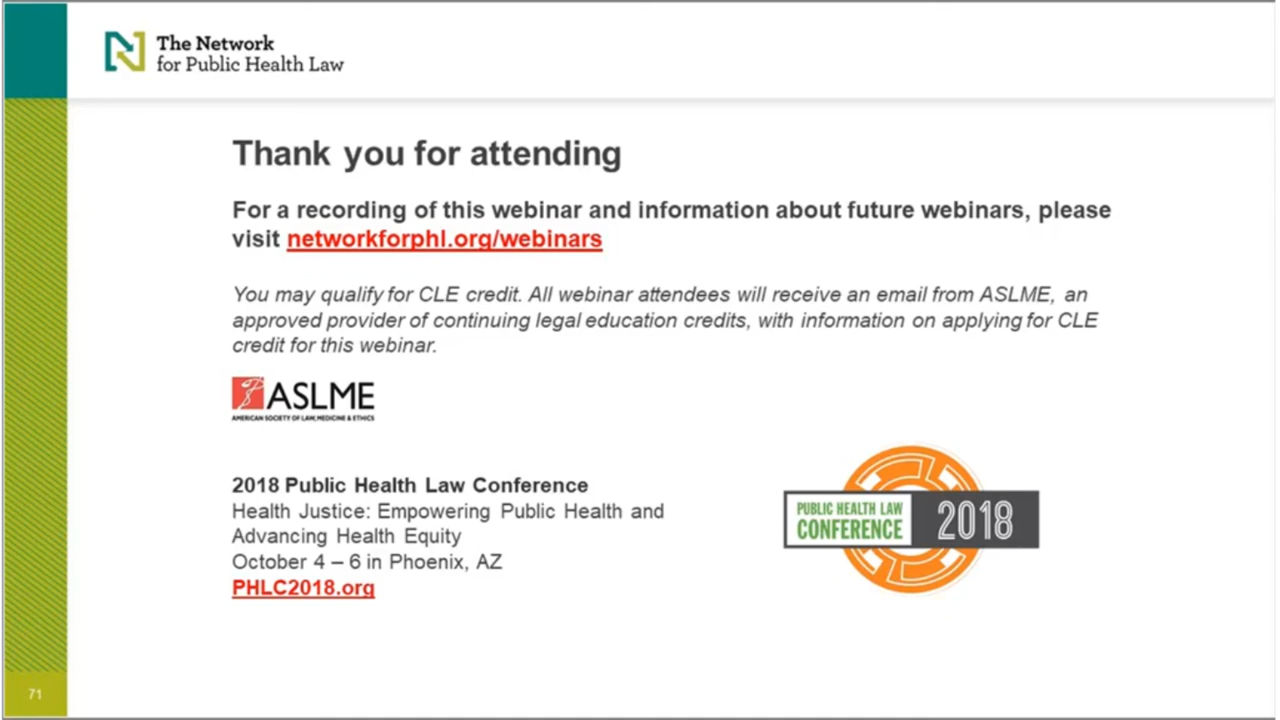 The Network
for Public Health Law
Thank you for attending
For a recording of this webinar and information about future webinars, please
visit networkforphl.org/webinars
You may qualify for CLE credit. All webinar attendees will receive an email from ASLME, an
approved provider of continuing legal education credits, with information on applying for CLE
credit for this webinar.
ASLME
AMERICAN SOCIETY OF LAW, MEDICINE & ETHICS
2018 Public Health Law Conference
Health Justice: Empowering Public Health and
Advancing Health Equity
October 4 – 6 in Phoenix, AZ
PHLC2018.org
PUBLIC HEALTH LAW
CONFERENCE
2018
71